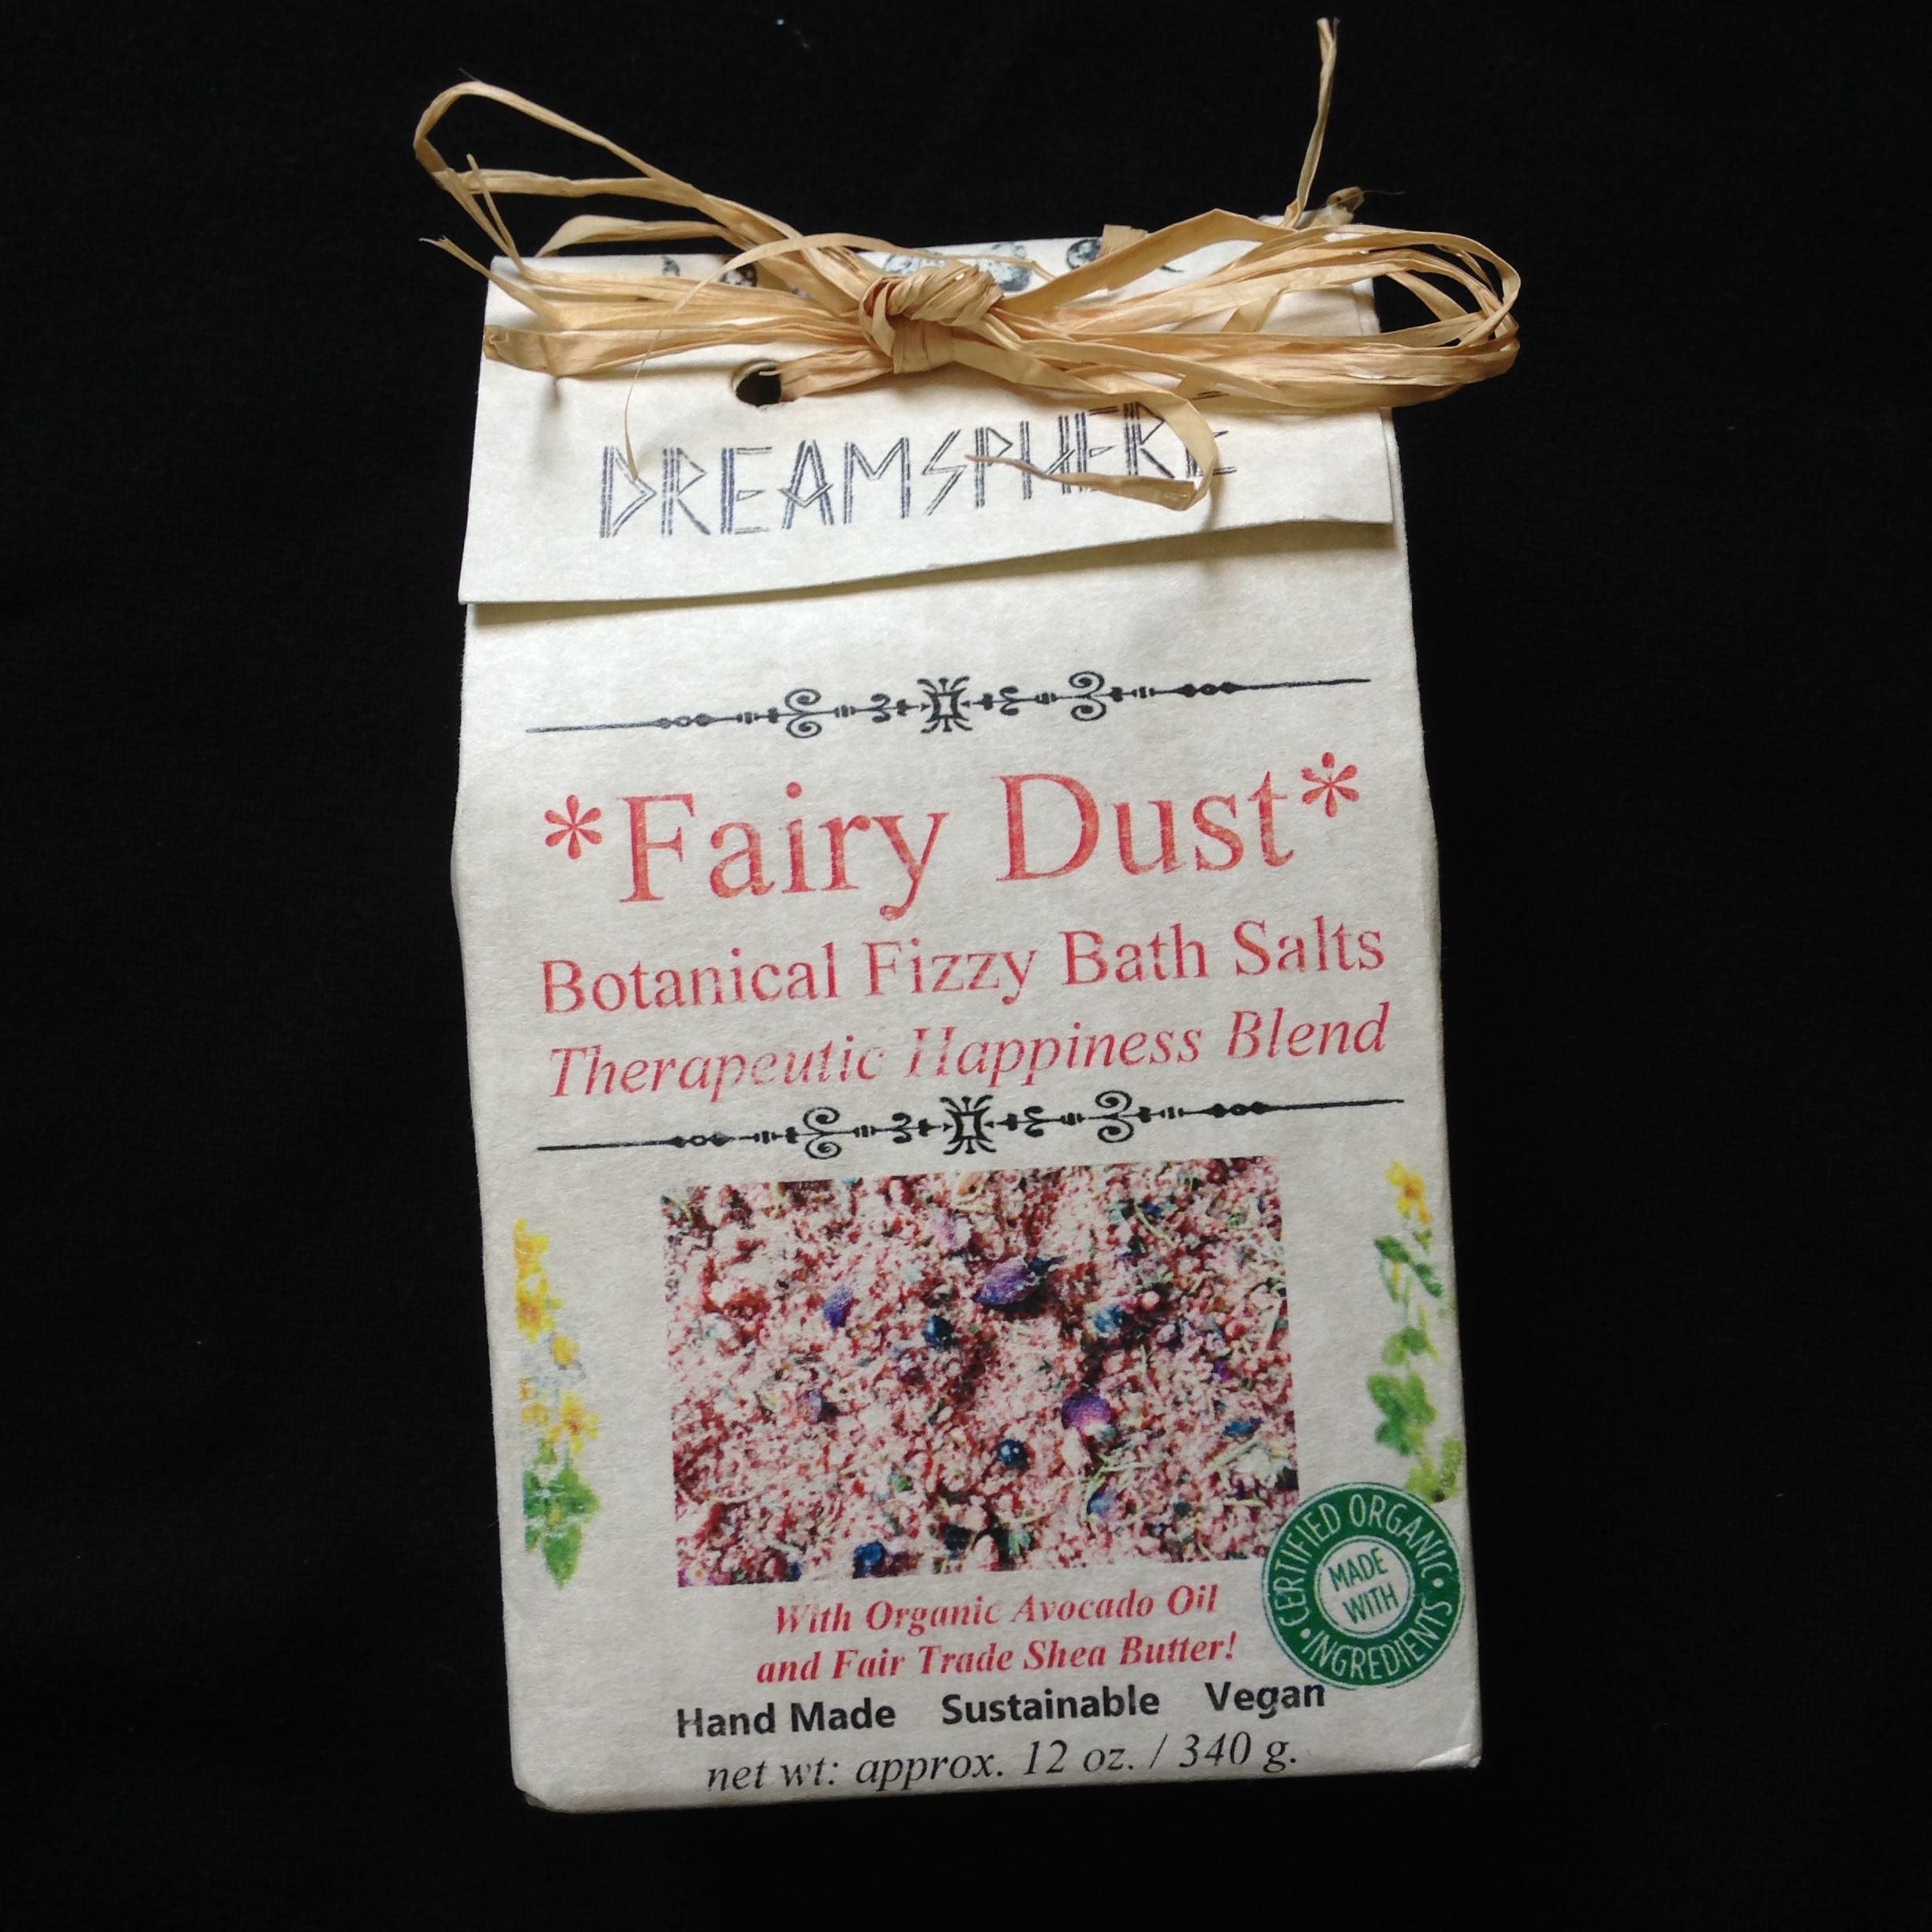 DREAMSPHERE
*Fairy Dust*
Botanical Fizzy Bath Salts
Therapeutic Happiness Blend
With Organic Avocado Oil
and Fair Trade Shea Butter!
CERTIFIED ORGANIC
MADE
WITH
• INGREDIENTS •
Hand Made Sustainable Vegan
net wt: approx. 12 oz. / 340 g.